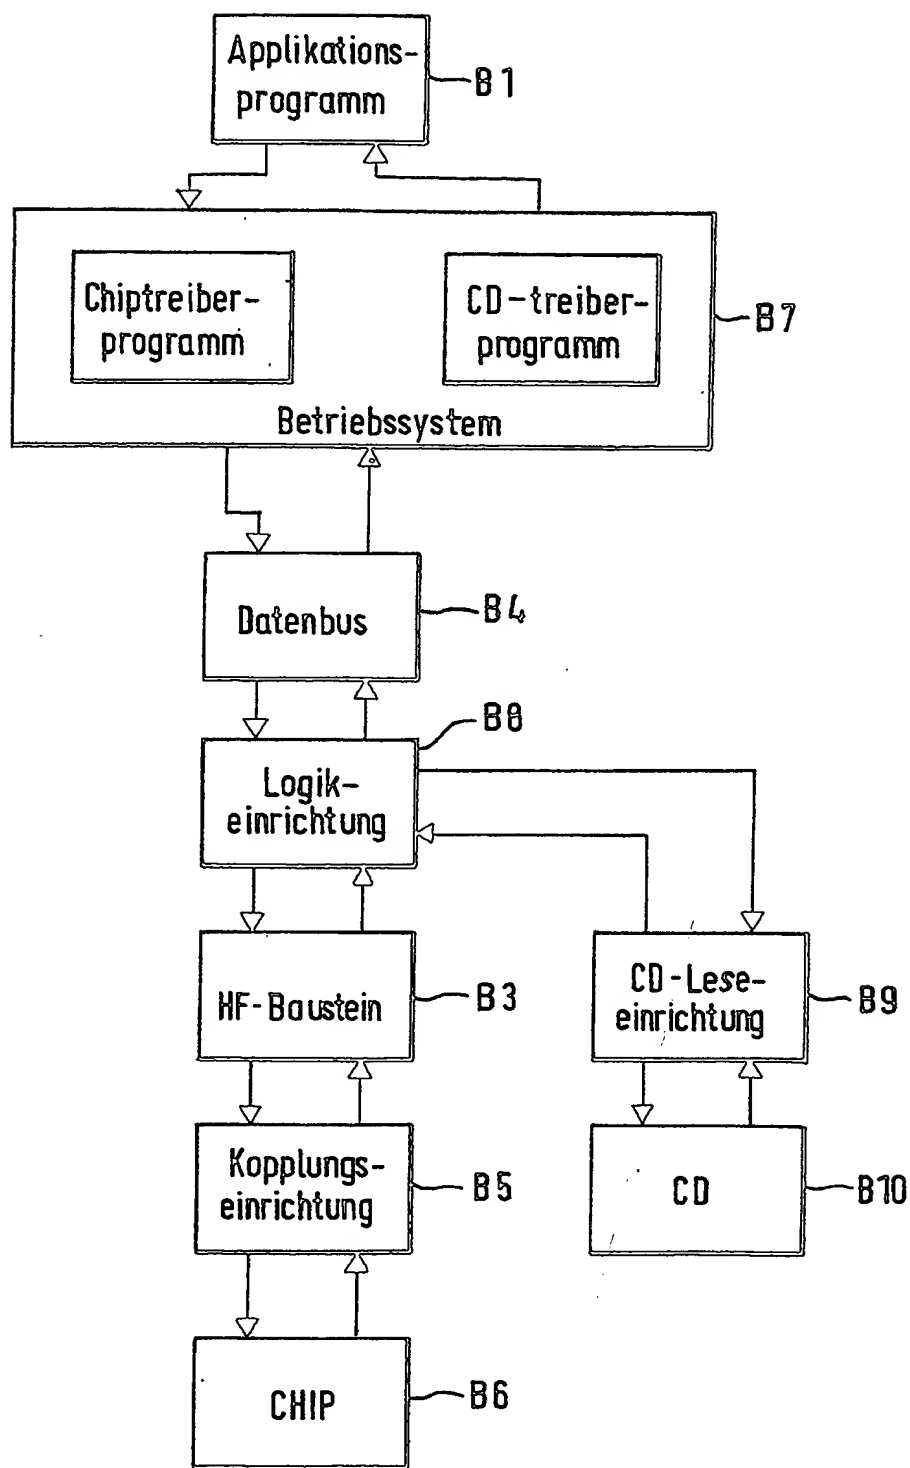 Applikations-
programm
B1
Chiptreiber-
programm
CD-treiber-
programm
B7
Betriebssystem
Datenbus
B4
B8
Logik-
einrichtung
HF-Baustein
B3
CD-Lese-
einrichtung
B9
Kopplungs-
einrichtung
B5
CD
B10
CHIP
B6